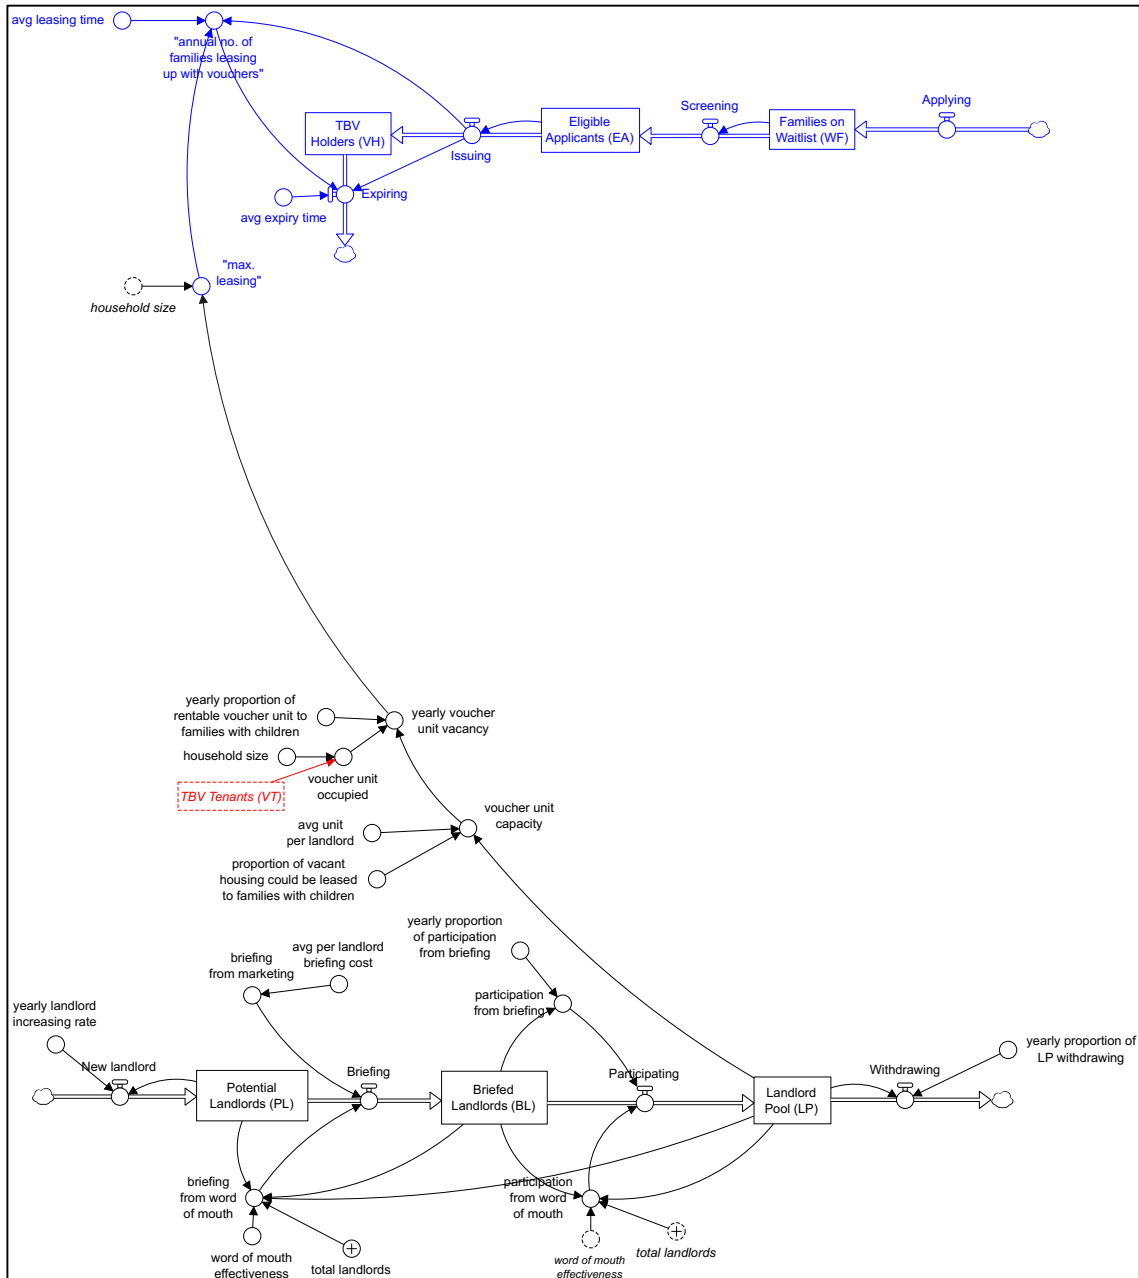 avg leasing time
"annual no. of
families leasing
up with vouchers"
TBV
Holders (VH)
Issuing
Eligible
Applicants (EA)
Screening
Families on
Waitlist (WF)
Applying
Expiring
avg expiry time
"max.
leasing"
household size
yearly proportion of
rentable voucher unit to
families with children
yearly voucher
unit vacancy
household size
TBV Tenants (VT)
voucher unit
occupied
voucher unit
capacity
avg unit
per landlord
proportion of vacant
housing could be leased
to families with children
yearly proportion
of participation
from briefing
avg per landlord
briefing cost
briefing
from marketing
participation
from briefing
yearly landlord
increasing rate
yearly proportion of
LP withdrawing
New landlord
Potential
Landlords (PL)
Briefing
Briefed
Landlords (BL)
Participating
Landlord
Pool (LP)
Withdrawing
briefing
from word
of mouth
participation
from word
of mouth
word of mouth
effectiveness
total landlords
word of mouth
effectiveness
total landlords